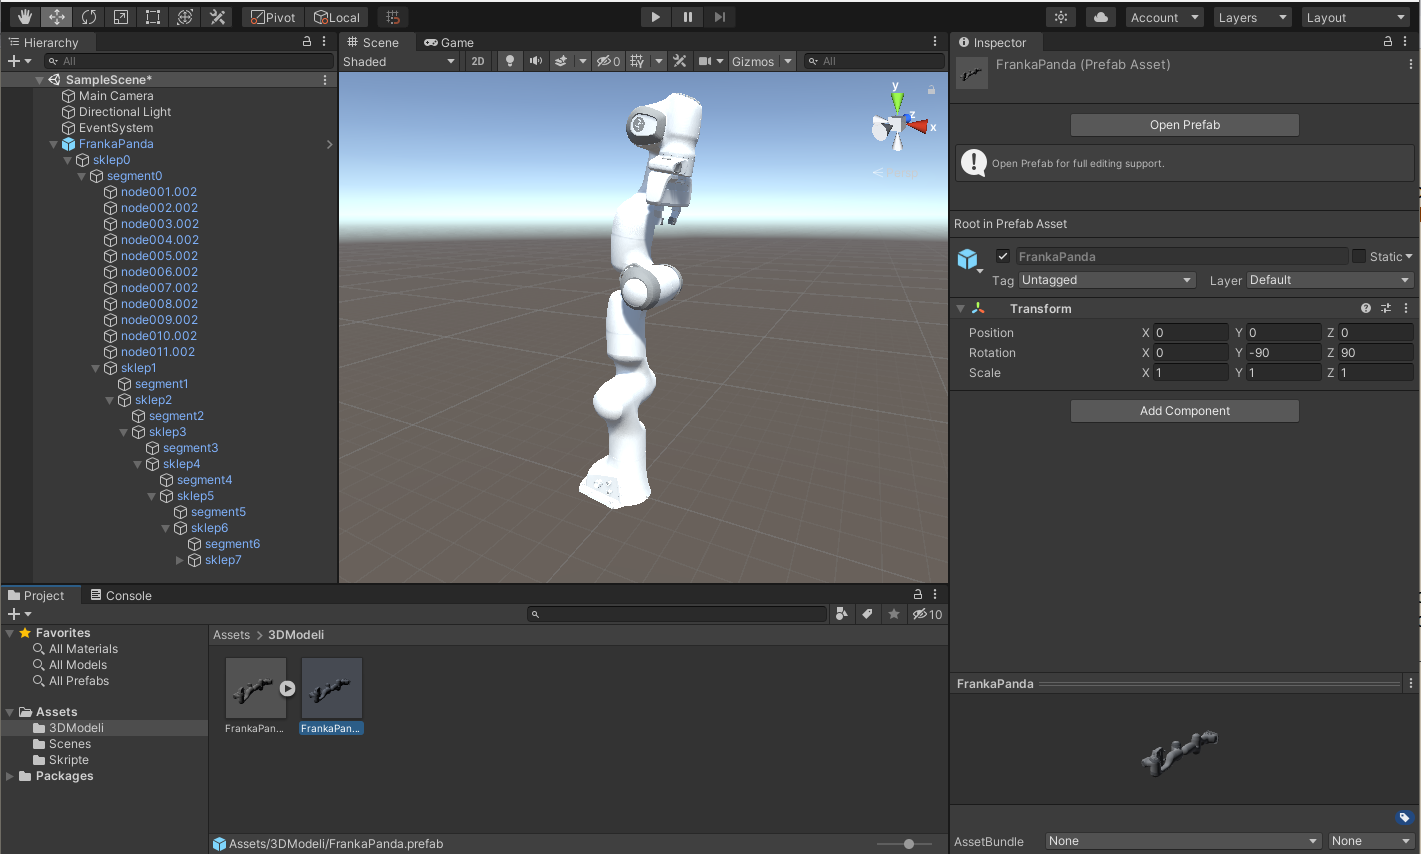 Pivot Local Account Layers Layout
Hierarchy
All
SampleScene*
Main Camera
Directional Light
EventSystem
FrankaPanda
sklep0
segment0
node001.002
node002.002
node003.002
node004.002
node005.002
node006.002
node007.002
node008.002
node009.002
node010.002
node011.002
sklep1
segment1
sklep2
segment2
sklep3
segment3
sklep4
segment4
sklep5
segment5
sklep6
segment6
sklep7
Scene Game
Shaded 2D 0 Gizmos All
y
z
x
Persp
Inspector
FrankaPanda (Prefab Asset)
Open Prefab
Open Prefab for full editing support.
Root in Prefab Asset
FrankaPanda Static
Tag Untagged Layer Default
Transform
Position X 0 Y 0 Z 0
Rotation X 0 Y -90 Z 90
Scale X 1 Y 1 Z 1
Add Component
Project Console
10
Favorites
All Materials
All Models
All Prefabs
Assets
3DModeli
Scenes
Skripte
Packages
Assets > 3DModeli
FrankaPan... FrankaPan...
Assets/3DModeli/FrankaPanda.prefab
FrankaPanda
AssetBundle None None